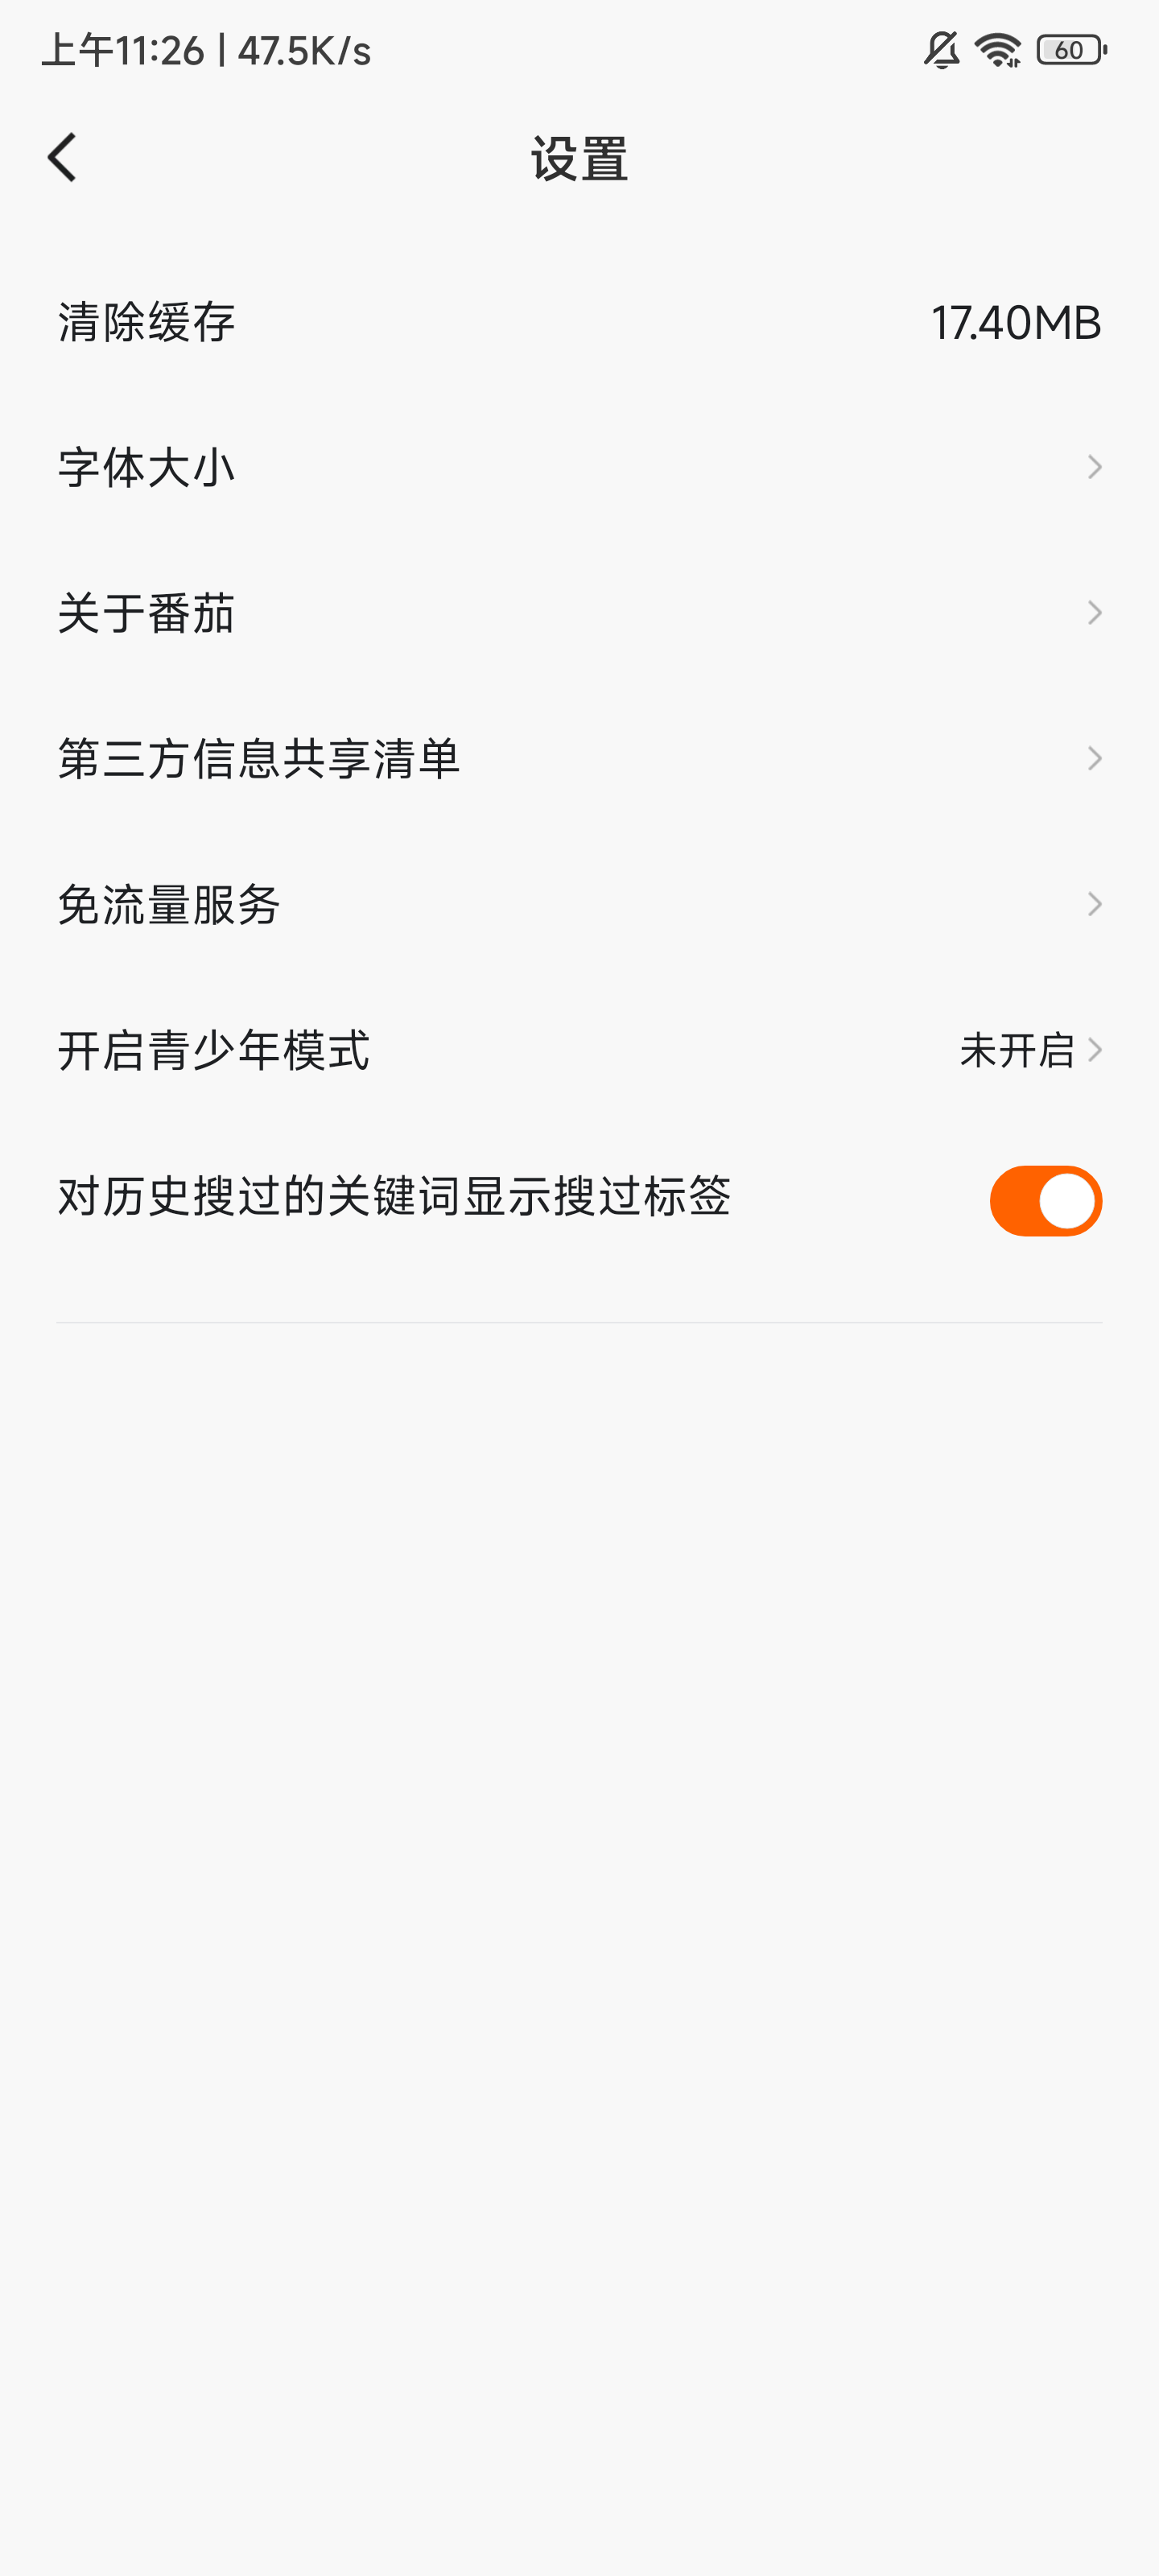 上午11:26 | 47.5K/s
60
设置
清除缓存 17.40MB
字体大小
关于番茄
第三方信息共享清单
免流量服务
开启青少年模式 未开启
对历史搜过的关键词显示搜过标签